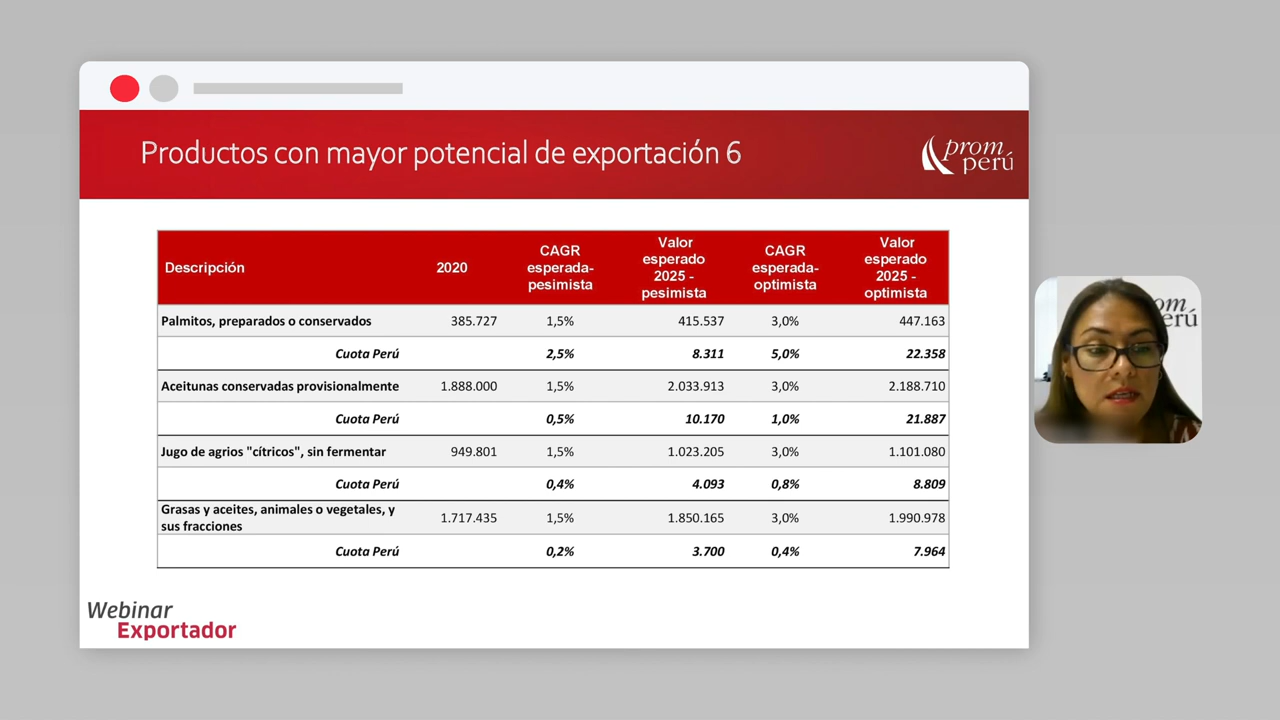 Productos con mayor potencial de exportación 6
prom
perú
Descripción
2020
CAGR
esperada-
pesimista
Valor
esperado
2025 -
pesimista
CAGR
esperada-
optimista
Valor
esperado
2025 -
optimista
Palmitos, preparados o conservados 385.727 1,5% 415.537 3,0% 447.163
Cuota Perú 2,5% 8.311 5,0% 22.358
Aceitunas conservadas provisionalmente 1.888.000 1,5% 2.033.913 3,0% 2.188.710
Cuota Perú 0,5% 10.170 1,0% 21.887
Jugo de agrios "cítricos", sin fermentar 949.801 1,5% 1.023.205 3,0% 1.101.080
Cuota Perú 0,4% 4.093 0,8% 8.809
Grasas y aceites, animales o vegetales, y
sus fracciones 1.717.435 1,5% 1.850.165 3,0% 1.990.978
Cuota Perú 0,2% 3.700 0,4% 7.964
om
erú
Webinar
Exportador